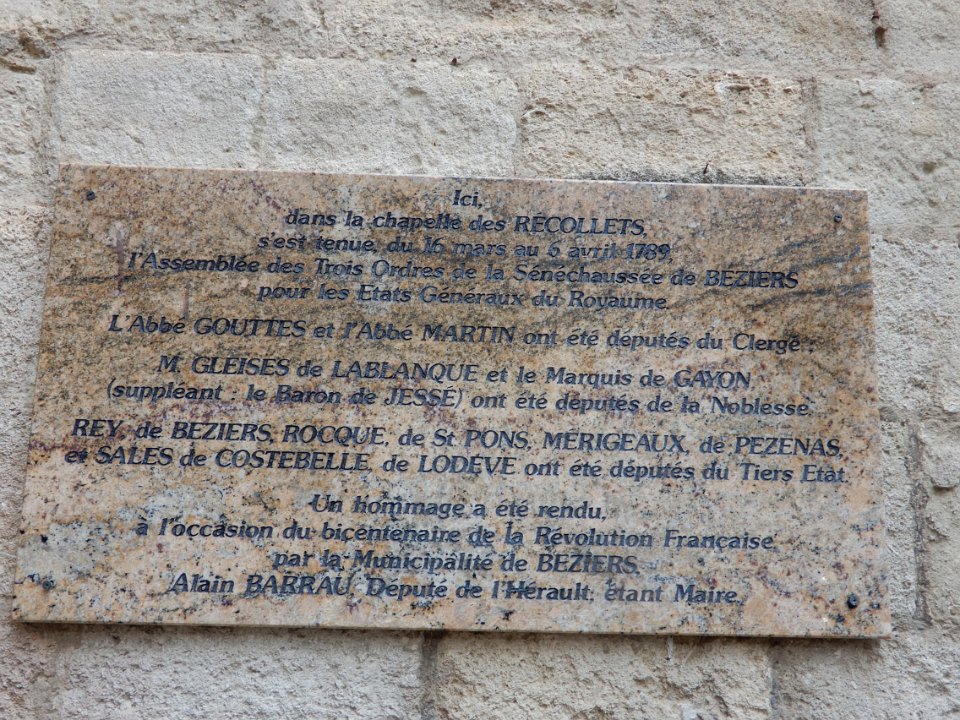 Ici,
dans la chapelle des RÉCOLLETS,
s'est tenue, du 16 mars au 6 avril 1789,
l'Assemblée des Trois Ordres de la Sénéchaussée de BÉZIERS
pour les Etats Généraux du Royaume.
L'Abbé GOUTTES et l'Abbé MARTIN ont été députés du Clergé ;
M. GLEISES de LABLANQUE et le Marquis de GAYON
(suppléant : le Baron de JESSÉ) ont été députés de la Noblesse.
REY, de BÉZIERS, ROCQUE, de St PONS, MÉRIGEAUX, de PEZÉNAS,
et SALES de COSTEBELLE, de LODÈVE ont été députés du Tiers Etat.
Un hommage a été rendu,
à l'occasion du bicentenaire de la Révolution Française,
par la Municipalité de BÉZIERS,
Alain BARRAU, Député de l'Hérault, étant Maire.